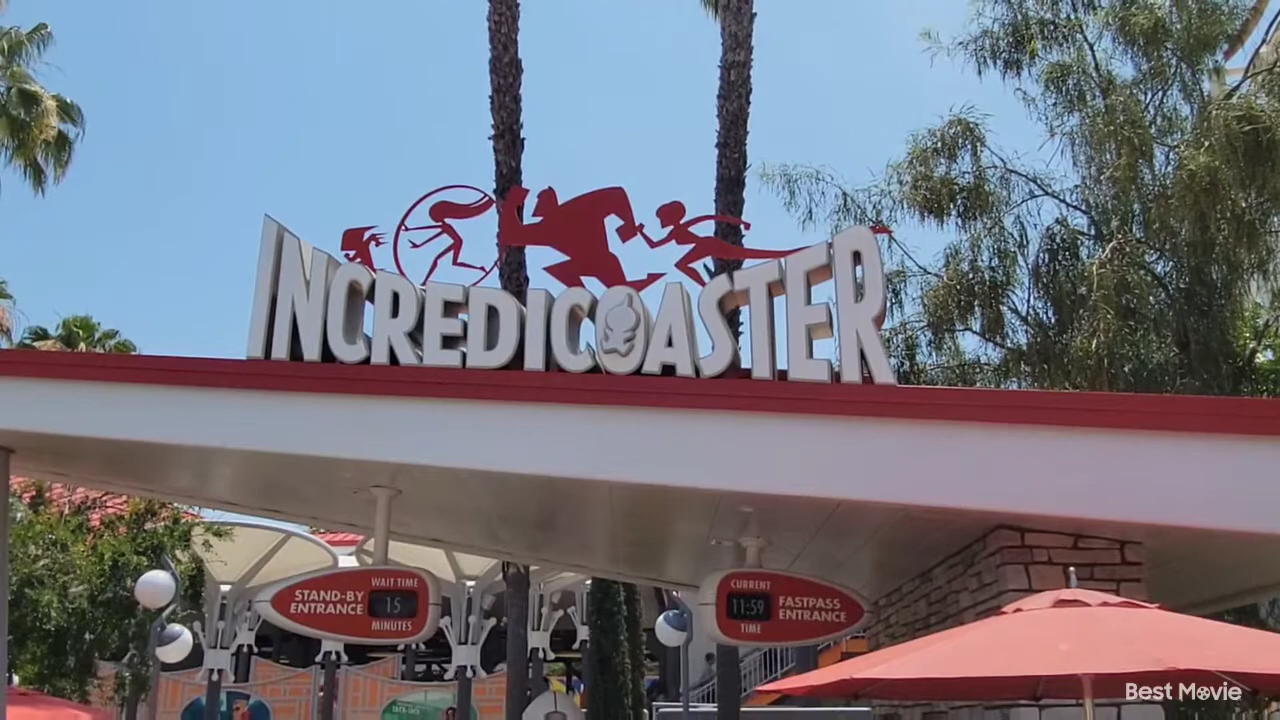 INCREDICOASTER
STAND-BY
ENTRANCE
WAIT TIME
15
MINUTES
CURRENT
11:59
TIME
FASTPASS
ENTRANCE
Best Movie